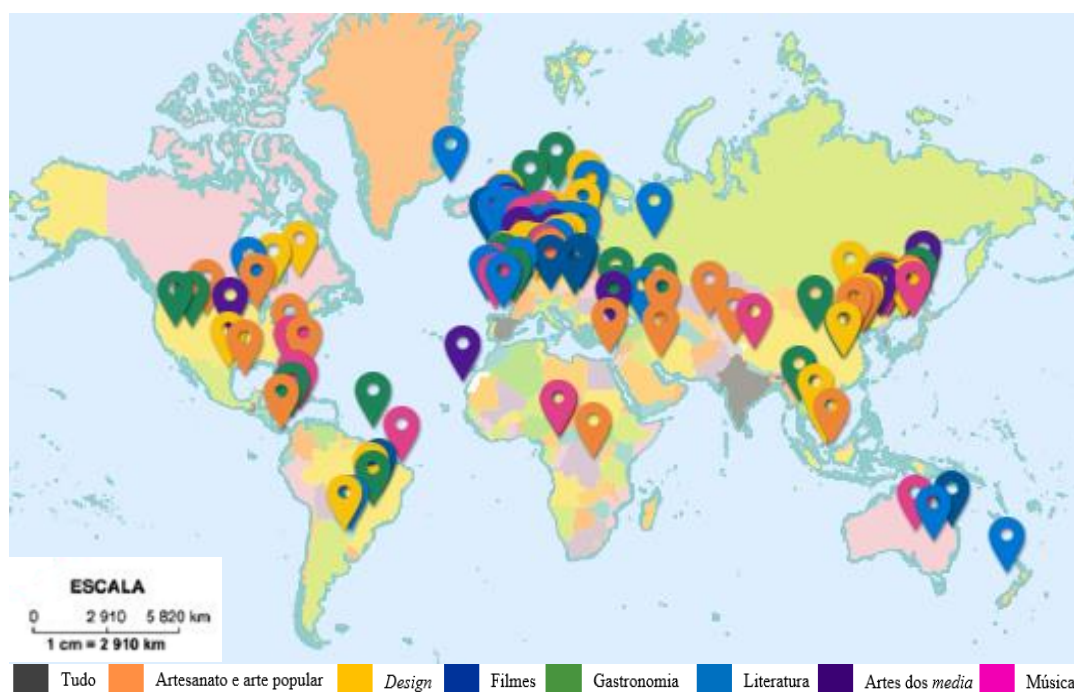 ESCALA
0 2 910 5 820 km
1 cm = 2 910 km
Tudo Artesanato e arte popular Design Filmes Gastronomia Literatura Artes dos media Música